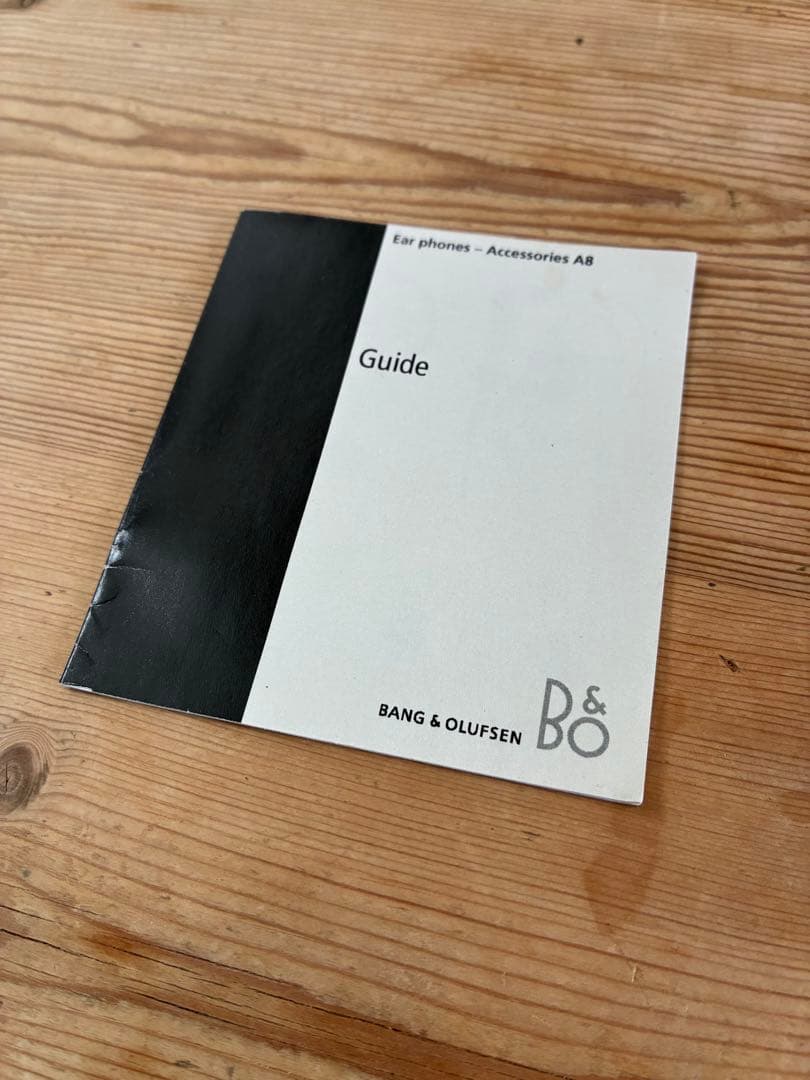 Ear phones – Accessories A8
Guide
BANG & OLUFSEN
B&O